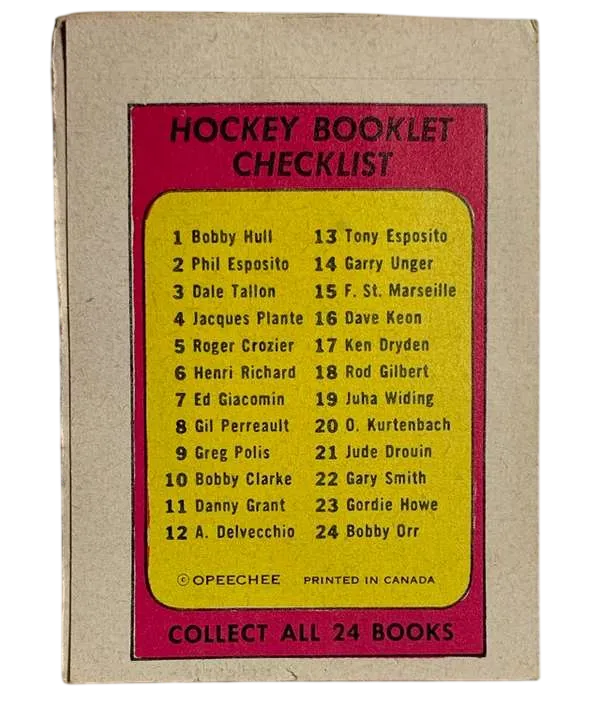 HOCKEY BOOKLET
CHECKLIST
1 Bobby Hull
2 Phil Esposito
3 Dale Tallon
4 Jacques Plante
5 Roger Crozier
6 Henri Richard
7 Ed Giacomin
8 Gil Perreault
9 Greg Polis
10 Bobby Clarke
11 Danny Grant
12 A. Delvecchio
13 Tony Esposito
14 Garry Unger
15 F. St. Marseille
16 Dave Keon
17 Ken Dryden
18 Rod Gilbert
19 Juha Widing
20 O. Kurtenbach
21 Jude Drouin
22 Gary Smith
23 Gordie Howe
24 Bobby Orr
© OPEECHEE PRINTED IN CANADA
COLLECT ALL 24 BOOKS